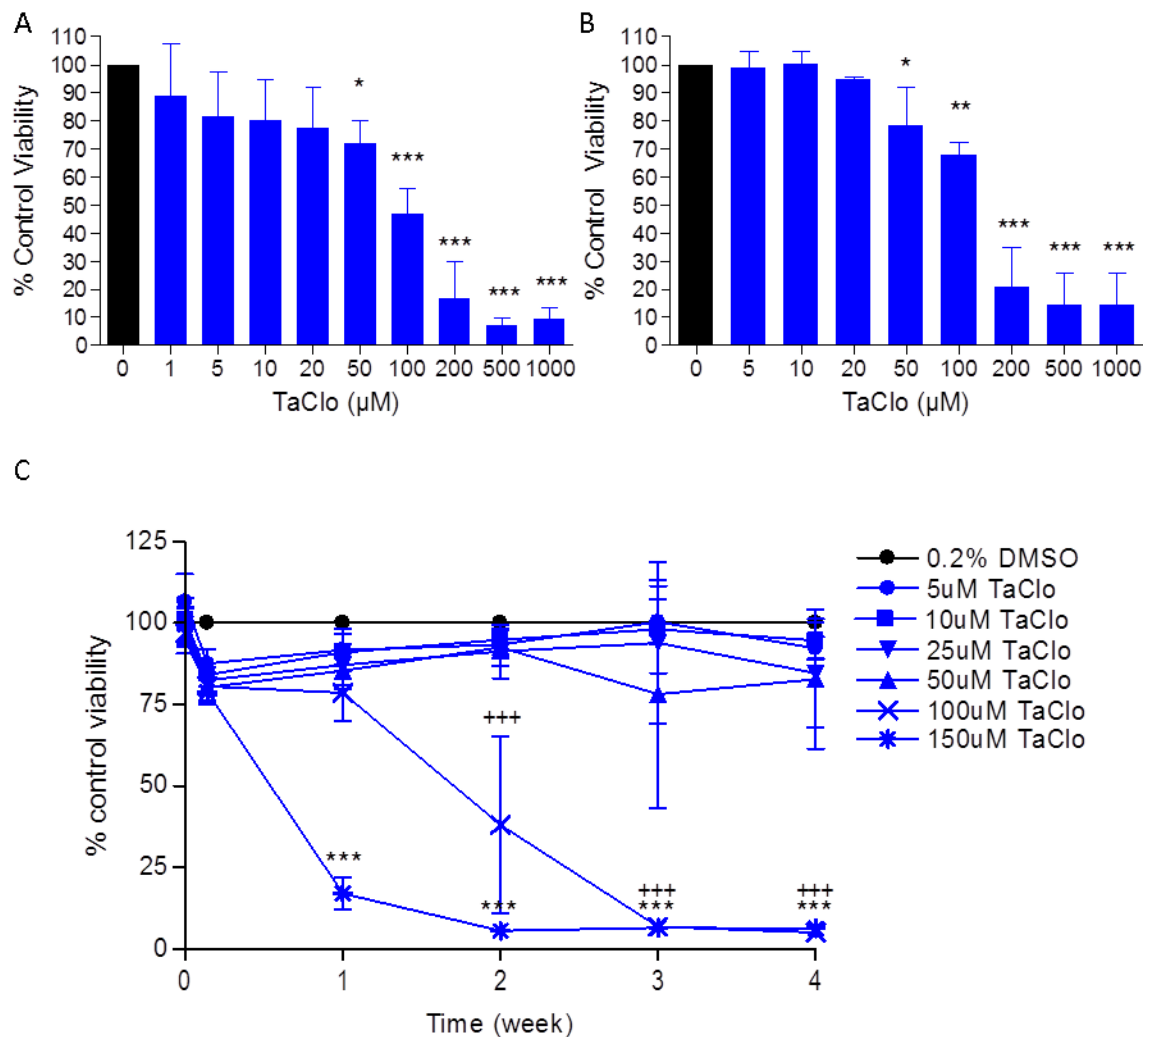 A
% Control Viability
110
100
90
80
70
60
50
40
30
20
10
0
*
***
***
***
***
0 1 5 10 20 50 100 200 500 1000
TaClo (µM)
B
% Control Viability
110
100
90
80
70
60
50
40
30
20
10
0
*
**
***
***
***
0 5 10 20 50 100 200 500 1000
TaClo (µM)
C
% control viability
125
100
75
50
25
0
+++
***
***
+++
***
+++
***
0 1 2 3 4
Time (week)
0.2% DMSO
5uM TaClo
10uM TaClo
25uM TaClo
50uM TaClo
100uM TaClo
150uM TaClo